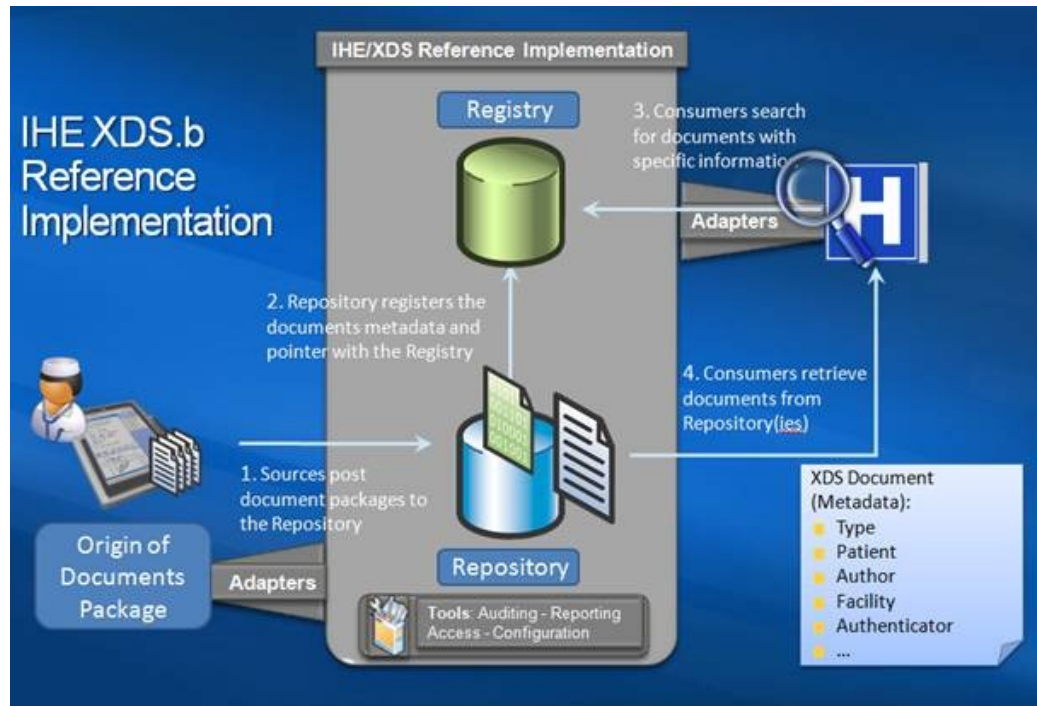 IHE/XDS Reference Implementation
IHE XDS.b
Reference
Implementation
Registry
3. Consumers search
for documents with
specific information
Adapters
H
2. Repository registers the
documents metadata and
pointer with the Registry
4. Consumers retrieve
documents from
Repository(ies)
1. Sources post
document packages to
the Repository
Origin of
Documents
Package
Adapters
Repository
Tools: Auditing - Reporting
Access - Configuration
XDS Document
(Metadata):
Type
Patient
Author
Facility
Authenticator
...